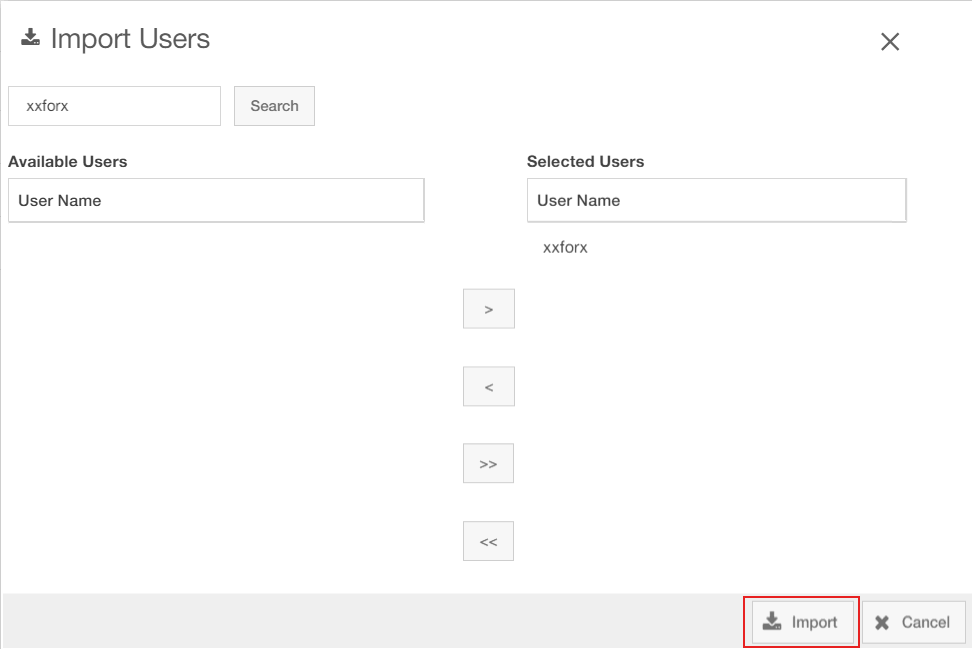 Import Users
xxforx
Search
Available Users
Selected Users
User Name
User Name
xxforx
>
<
>>
<<
Import
Cancel